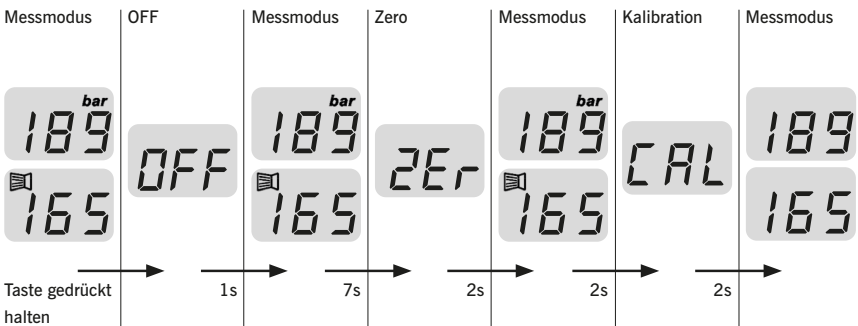 Messmodus OFF Messmodus Zero Messmodus Kalibration Messmodus
bar bar bar
189 189 189 189
OFF 2Er CAL
165 165 165 165
Taste gedrückt 1s 7s 2s 2s 2s
halten